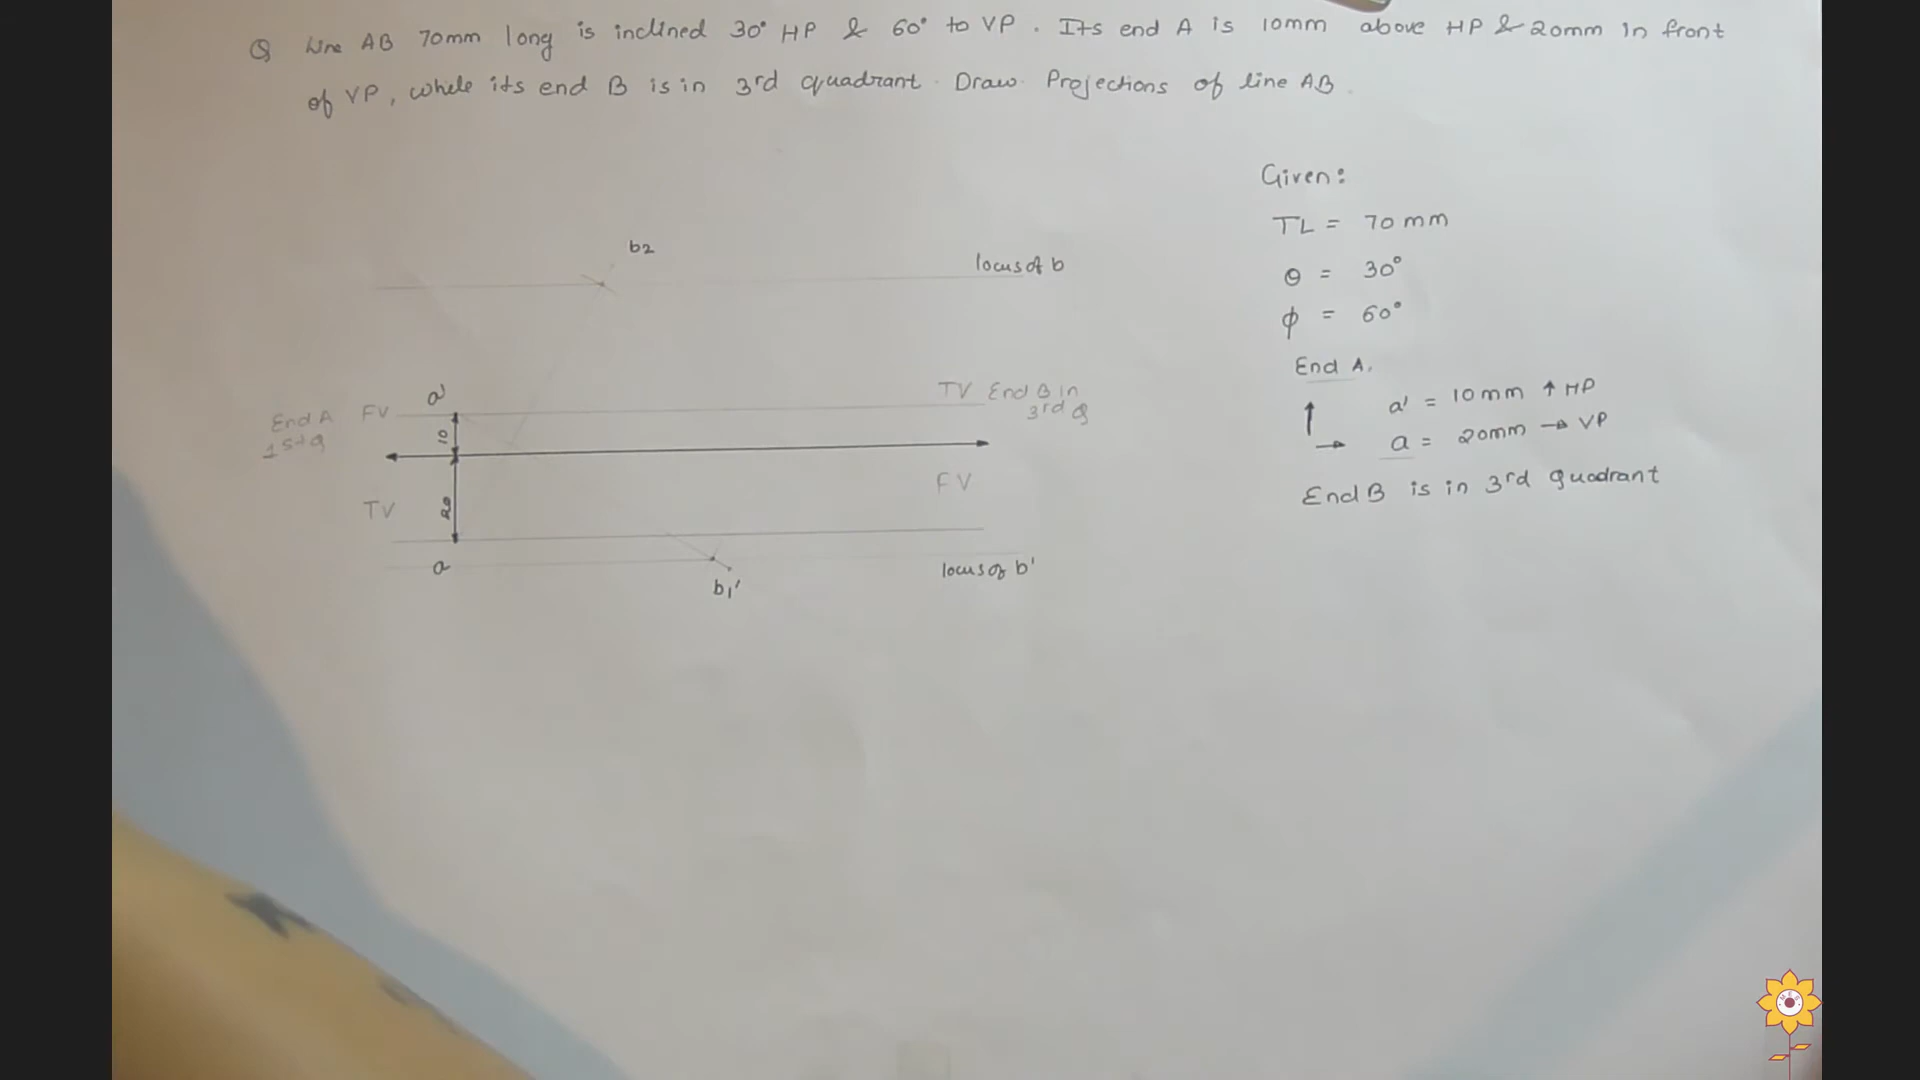 Q Line AB 70mm long is inclined 30° HP & 60° to VP. Its end A is 10mm above HP & 20mm in front
of VP, while its end B is in 3rd quadrant. Draw Projections of line AB.
Given:
TL = 70 mm
θ = 30°
ϕ = 60°
End A.
a' = 10mm ↑ HP
a = 20mm → VP
End B is in 3rd quadrant
b2
locus of b
End A
1st Q
FV
a'
TV End B in
3rd Q
10
TV
20
FV
a
b1'
locus of b'